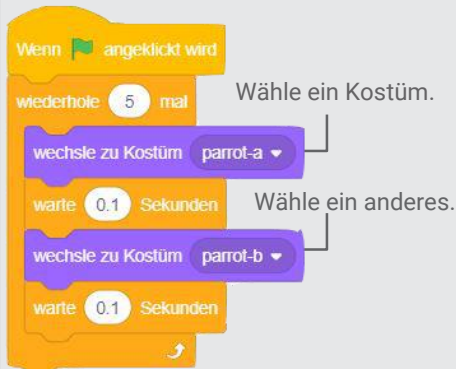 Wenn angeklickt wird
wiederhole 5 mal
Wähle ein Kostüm.
wechsle zu Kostüm parrot-a
warte 0.1 Sekunden
Wähle ein anderes.
wechsle zu Kostüm parrot-b
warte 0.1 Sekunden